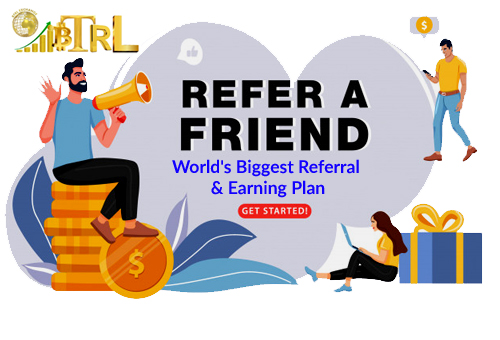 BTRL
REFER A
FRIEND
World's Biggest Referral
& Earning Plan
GET STARTED!
$
$